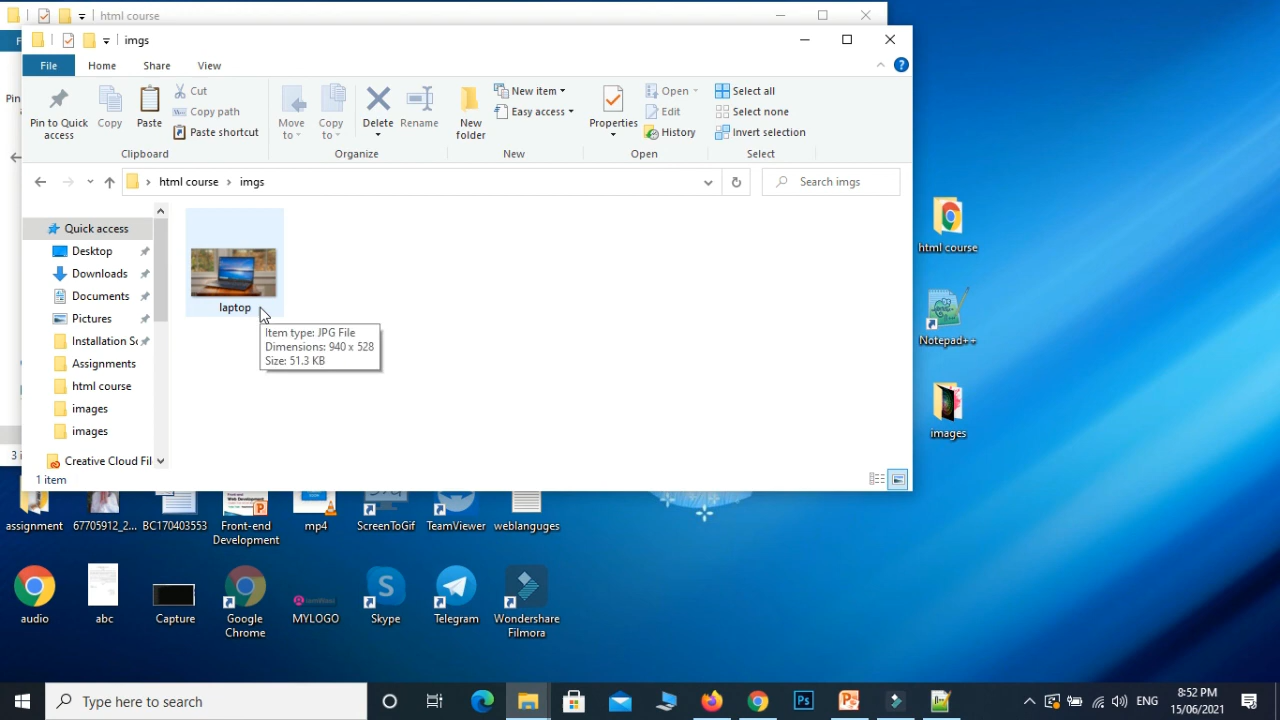 html course
imgs
File
Home
Share
View
Pin to Quick access
Copy
Paste
Cut
Copy path
Paste shortcut
Clipboard
Move to
Copy to
Delete
Rename
Organize
New folder
New item
Easy access
New
Properties
Open
Edit
History
Open
Select all
Select none
Invert selection
Select
html course
imgs
Search imgs
Quick access
Desktop
Downloads
Documents
Pictures
Installation Sc
Assignments
html course
images
images
Creative Cloud Fil
1 item
laptop
Item type: JPG File
Dimensions: 940 x 528
Size: 51.3 KB
html course
Notepad++
images
assignment
67705912_2...
BC170403553
Front-end
Development
mp4
ScreenToGif
TeamViewer
weblanguges
audio
abc
Capture
Google
Chrome
MYLOGO
Skype
Telegram
Wondershare
Filmora
Type here to search
ENG
8:52 PM
15/06/2021